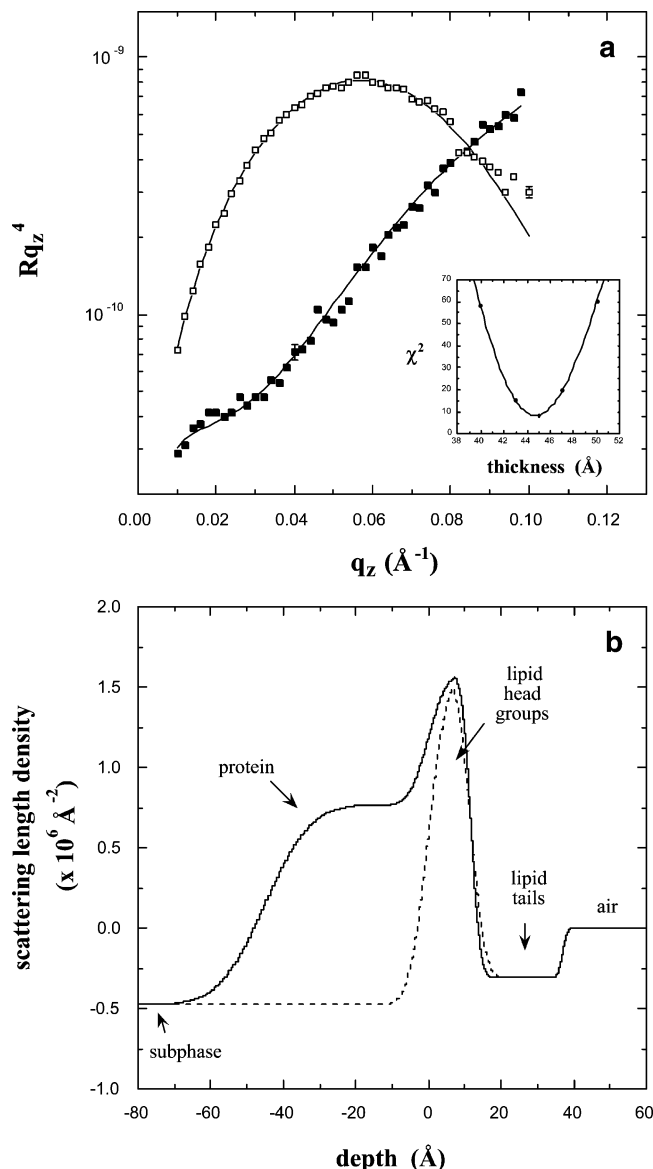 a
10⁻⁹
10⁻¹⁰
Rq_z⁴
0.00 0.02 0.04 0.06 0.08 0.10 0.12
q_z (Å⁻¹)
70
60
50
40
30
20
10
0
χ²
38 40 42 44 46 48 50 52
thickness (Å)
b
2.0
1.5
1.0
0.5
0.0
-0.5
-1.0
scattering length density
(x 10⁶ Å⁻²)
lipid
head
groups
protein
lipid
tails
air
subphase
-80 -60 -40 -20 0 20 40 60
depth (Å)